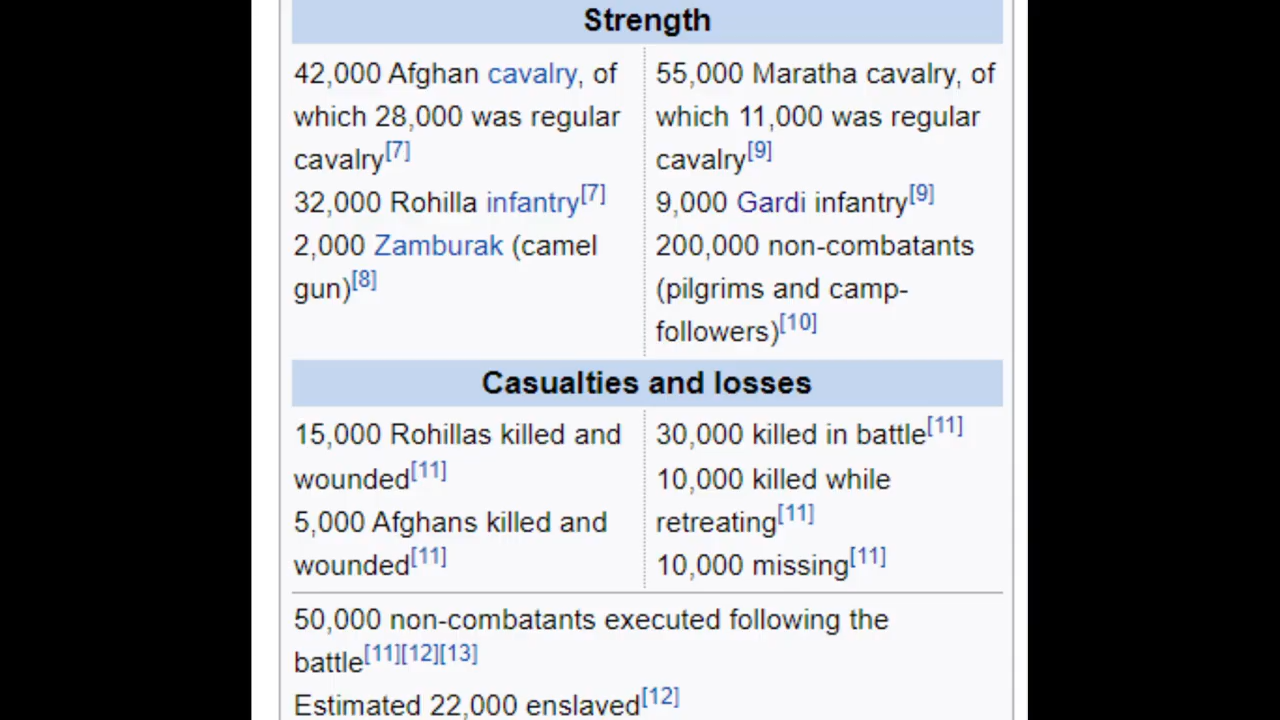 Strength
42,000 Afghan cavalry, of
which 28,000 was regular
cavalry[7]
32,000 Rohilla infantry[7]
2,000 Zamburak (camel
gun)[8]
55,000 Maratha cavalry, of
which 11,000 was regular
cavalry[9]
9,000 Gardi infantry[9]
200,000 non-combatants
(pilgrims and camp-
followers)[10]
Casualties and losses
15,000 Rohillas killed and
wounded[11]
5,000 Afghans killed and
wounded[11]
30,000 killed in battle[11]
10,000 killed while
retreating[11]
10,000 missing[11]
50,000 non-combatants executed following the
battle[11][12][13]
Estimated 22,000 enslaved[12]